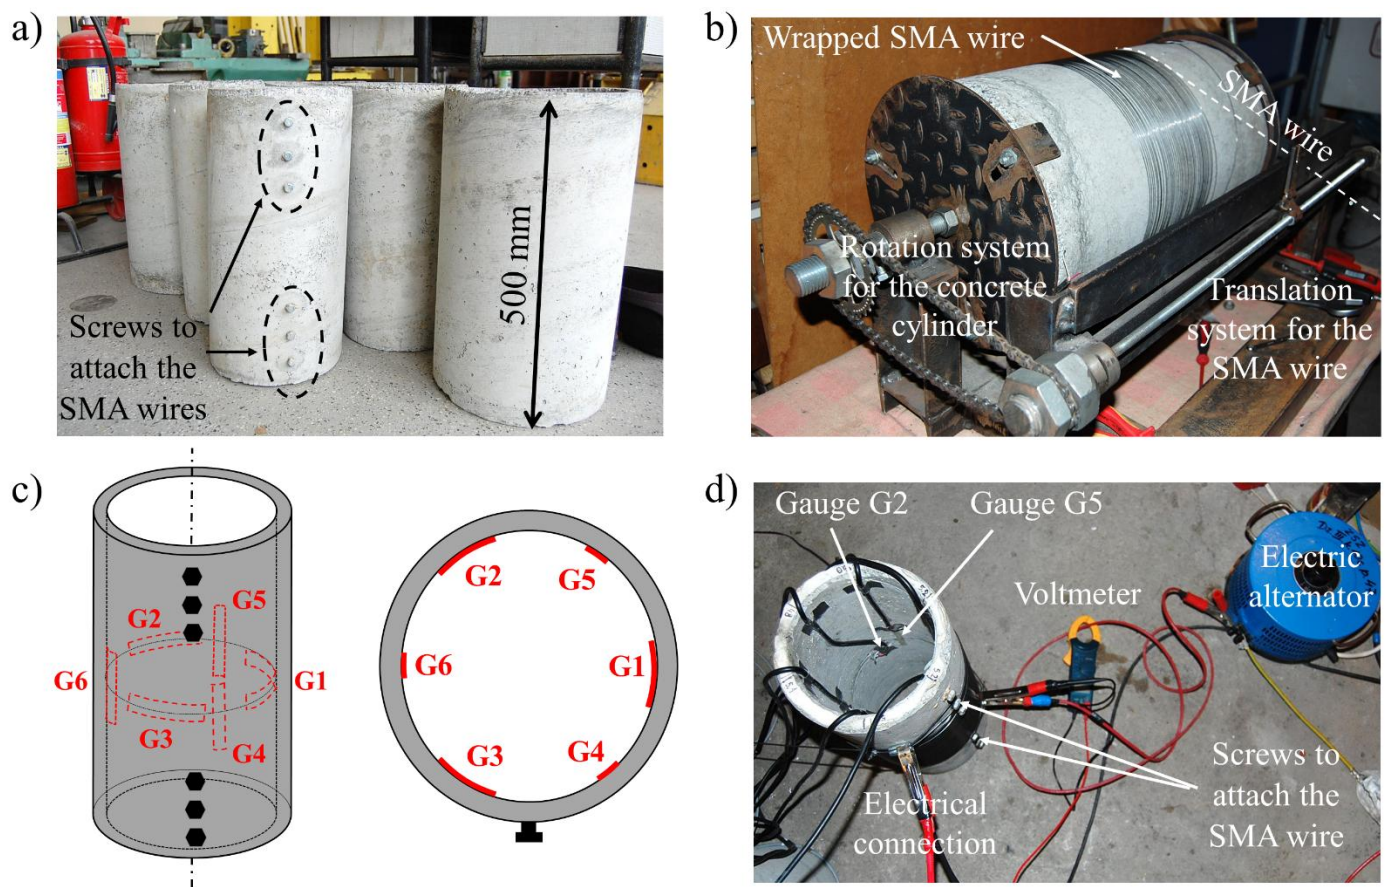 a)
Screws to
attach the
SMA wires
500 mm
b)
Wrapped SMA wire
SMA wire
Rotation system
for the concrete
cylinder
Translation
system for the
SMA wire
c)
G2
G5
G6
G1
G3
G4
G2
G5
G6
G1
G3
G4
d)
Gauge G2
Gauge G5
Electric
alternator
Voltmeter
Screws to
attach the
SMA wire
Electrical
connection